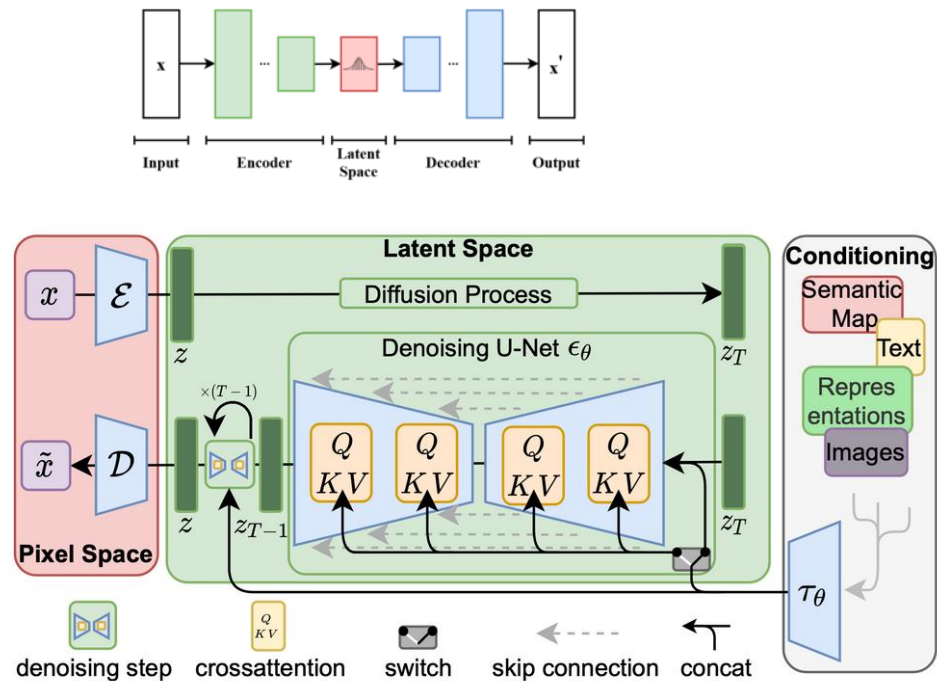 x
...
...
x'
Input
Encoder
Latent
Space
Decoder
Output
Latent Space
Conditioning
x
ℰ
Diffusion Process
Semantic
Map
z
z_T
Text
Denoising U-Net ϵ_θ
Repres
entations
×(T−1)
Images
x̃
𝒟
Q
KV
Q
KV
Q
KV
Q
KV
z
z_{T−1}
z_T
Pixel Space
τ_θ
Q
KV
denoising step
crossattention
switch
skip connection
concat